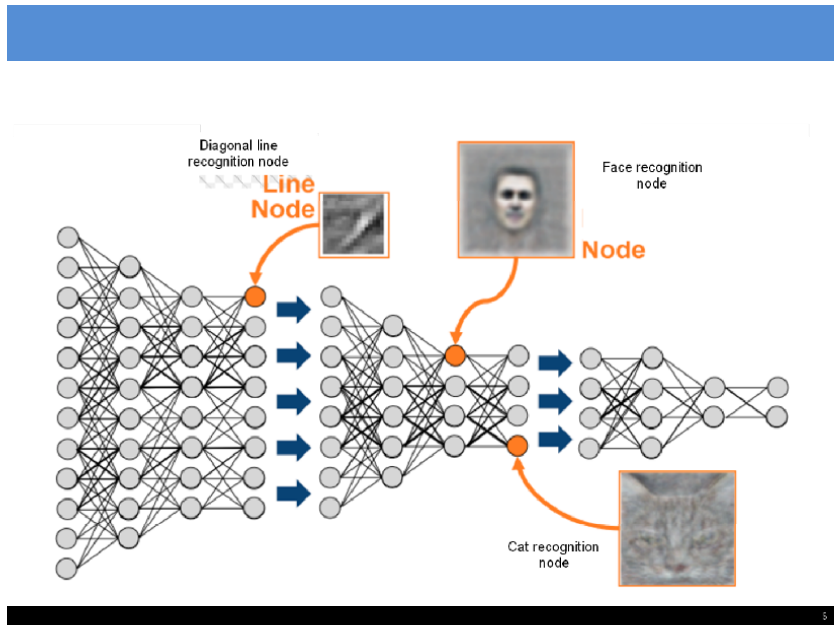 Diagonal line
recognition node
Line
Node
Face recognition
node
Node
Cat recognition
node
5